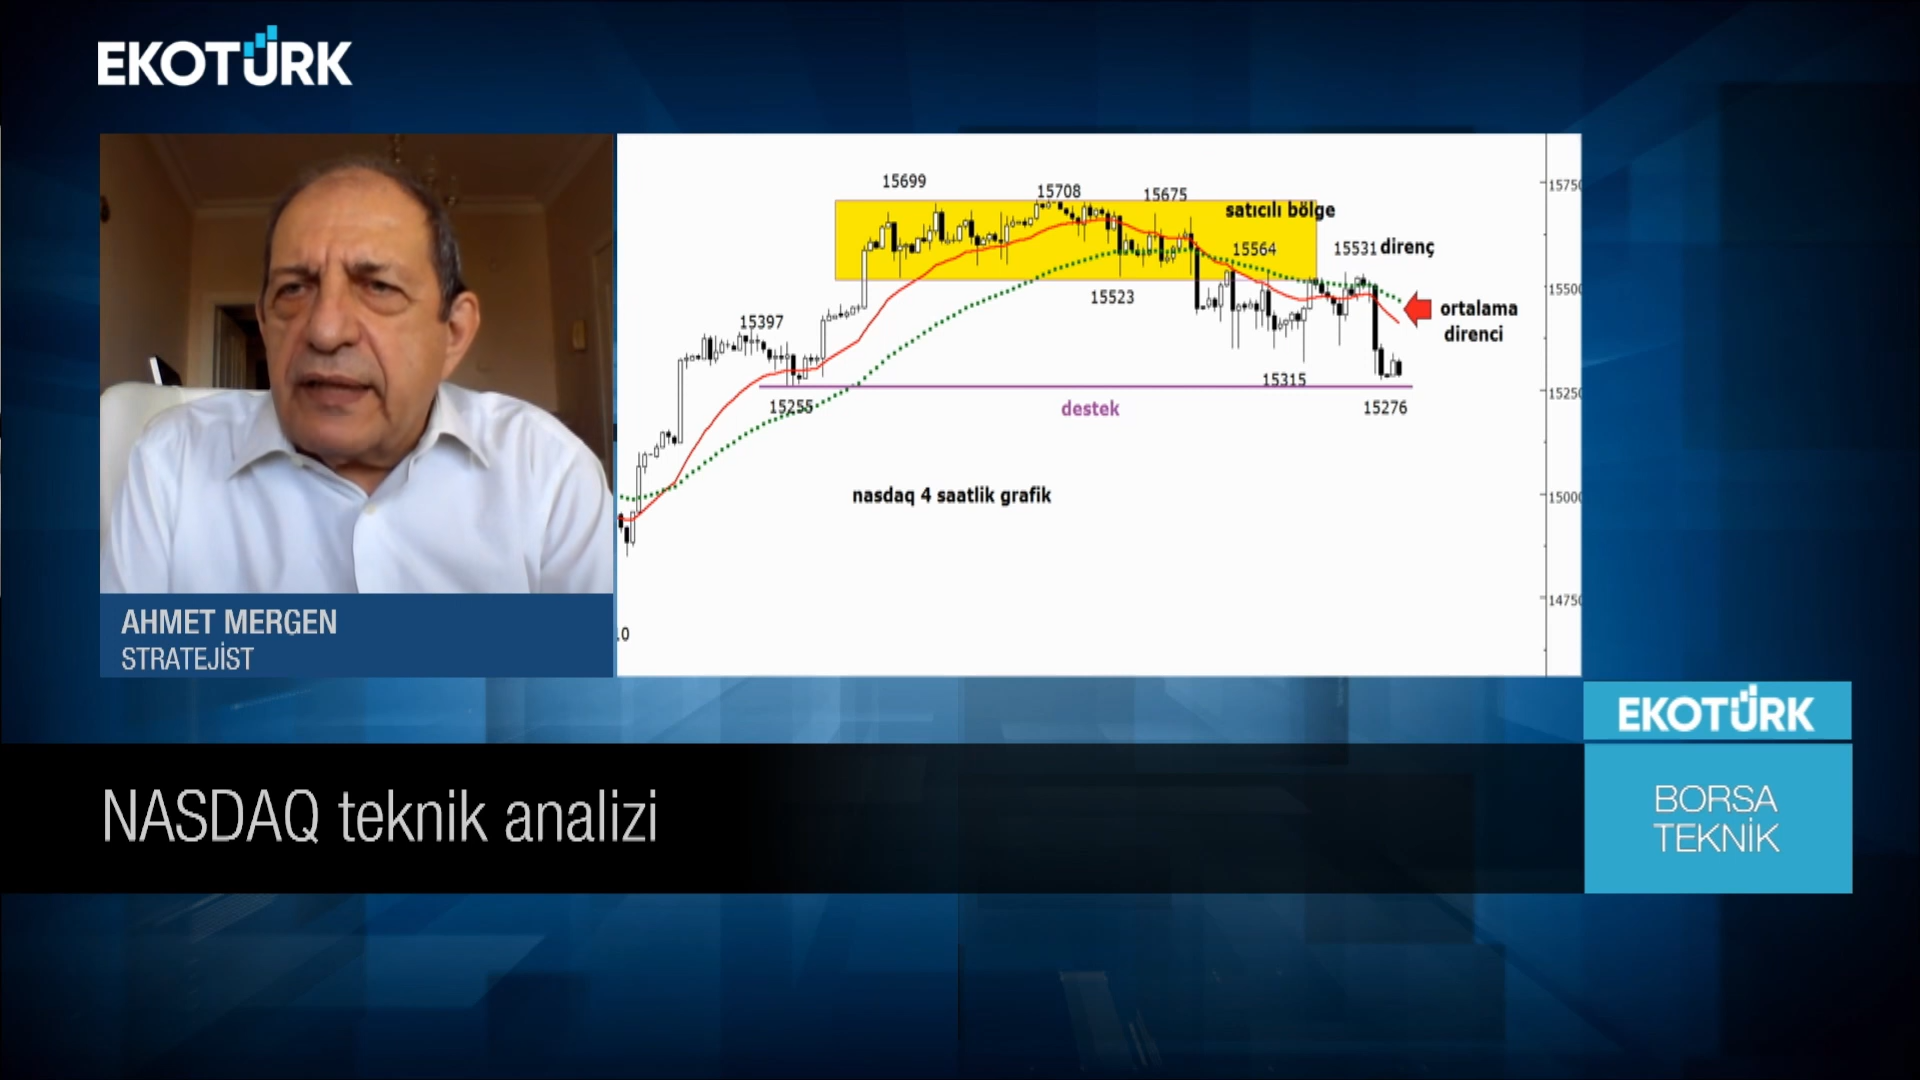 EKOTÜRK
15699
15708
15675
satıcılı bölge
15564
15531 direnç
15523
15397
ortalama
direnci
15315
15255
destek
15276
nasdaq 4 saatlik grafik
15750
15500
15250
15000
14750
AHMET MERGEN
STRATEJİST
EKOTÜRK
NASDAQ teknik analizi
BORSA
TEKNİK